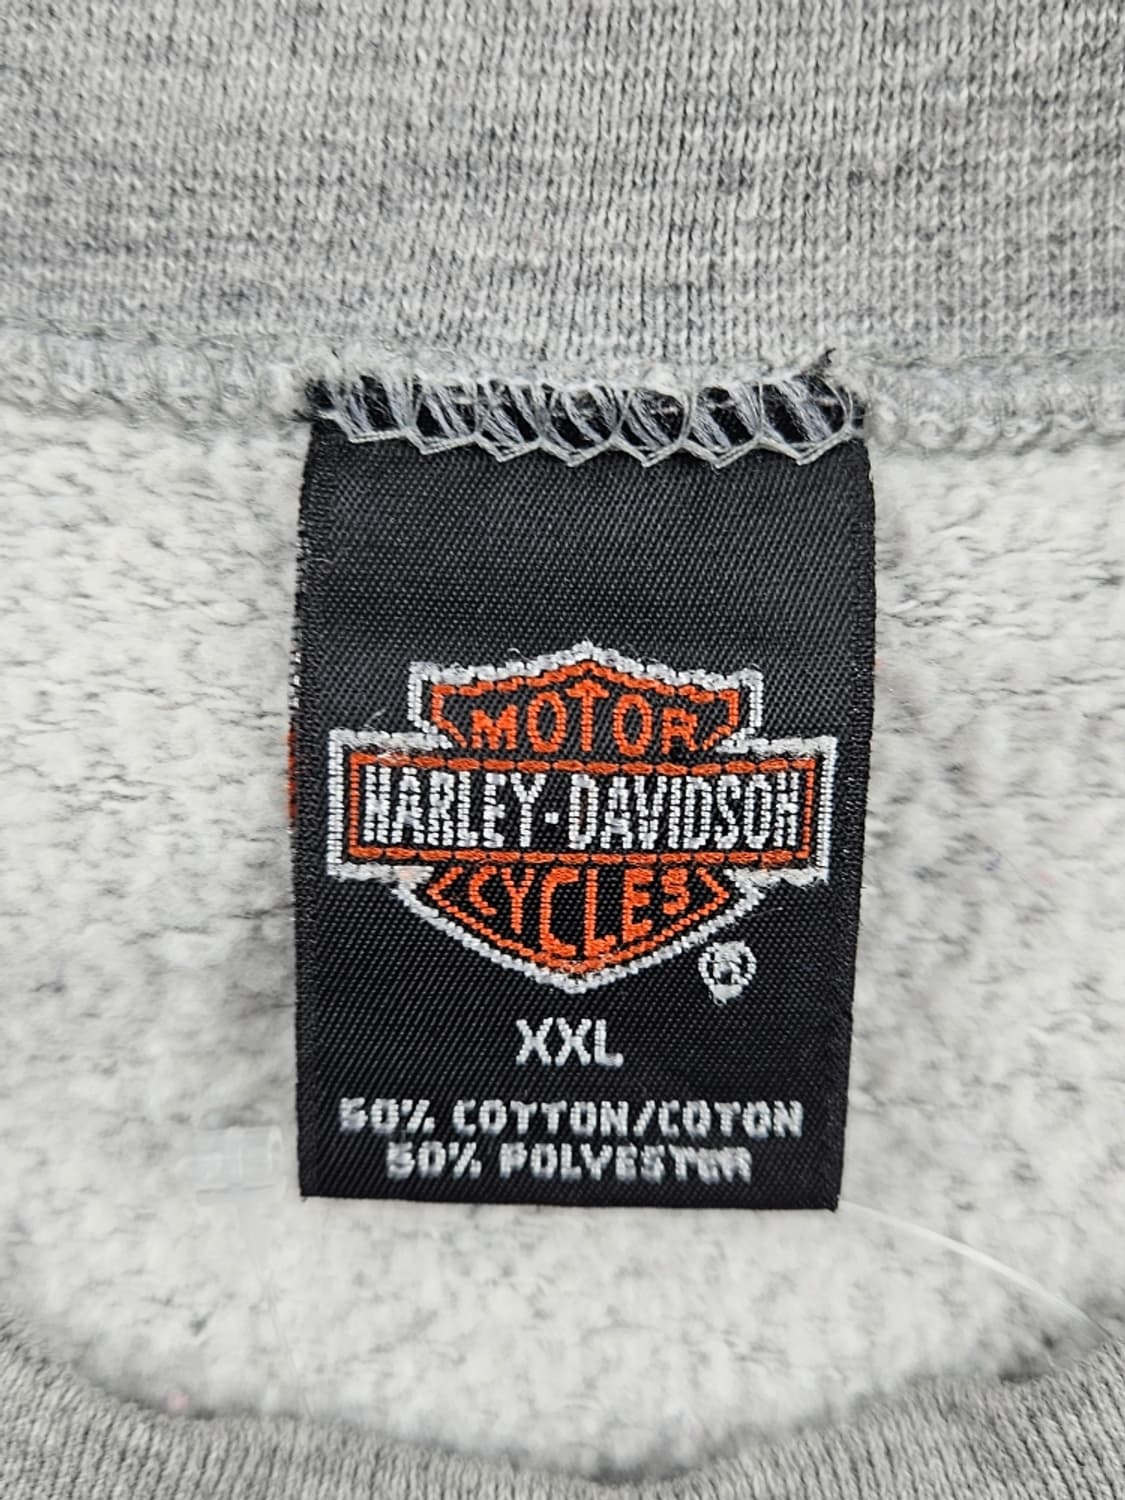 MOTOR
HARLEY-DAVIDSON
CYCLES
®
XXL
50% COTTON/COTON
50% POLYESTER